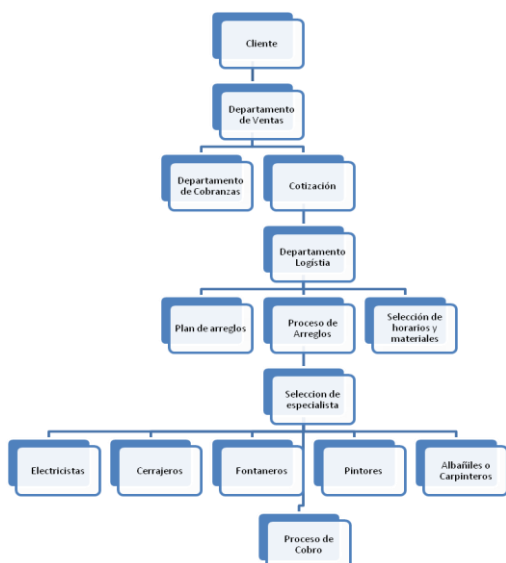 Cliente
Departamento
de Ventas
Departamento
de Cobranzas
Cotización
Departamento
Logístia
Plan de arreglos
Proceso de
Arreglos
Selección de
horarios y
materiales
Seleccion de
especialista
Electricistas
Cerrajeros
Fontaneros
Pintores
Albañiles o
Carpinteros
Proceso de
Cobro